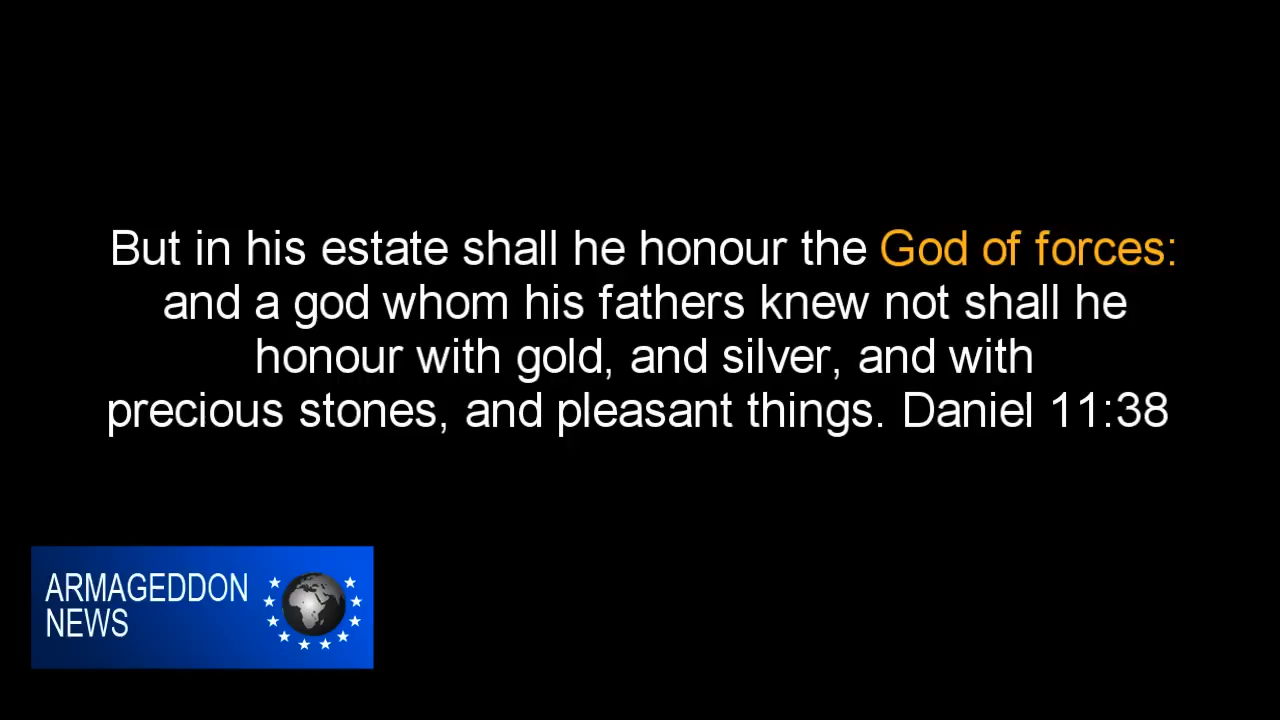 But in his estate shall he honour the God of forces:
and a god whom his fathers knew not shall he
honour with gold, and silver, and with
precious stones, and pleasant things. Daniel 11:38
ARMAGEDDON
NEWS